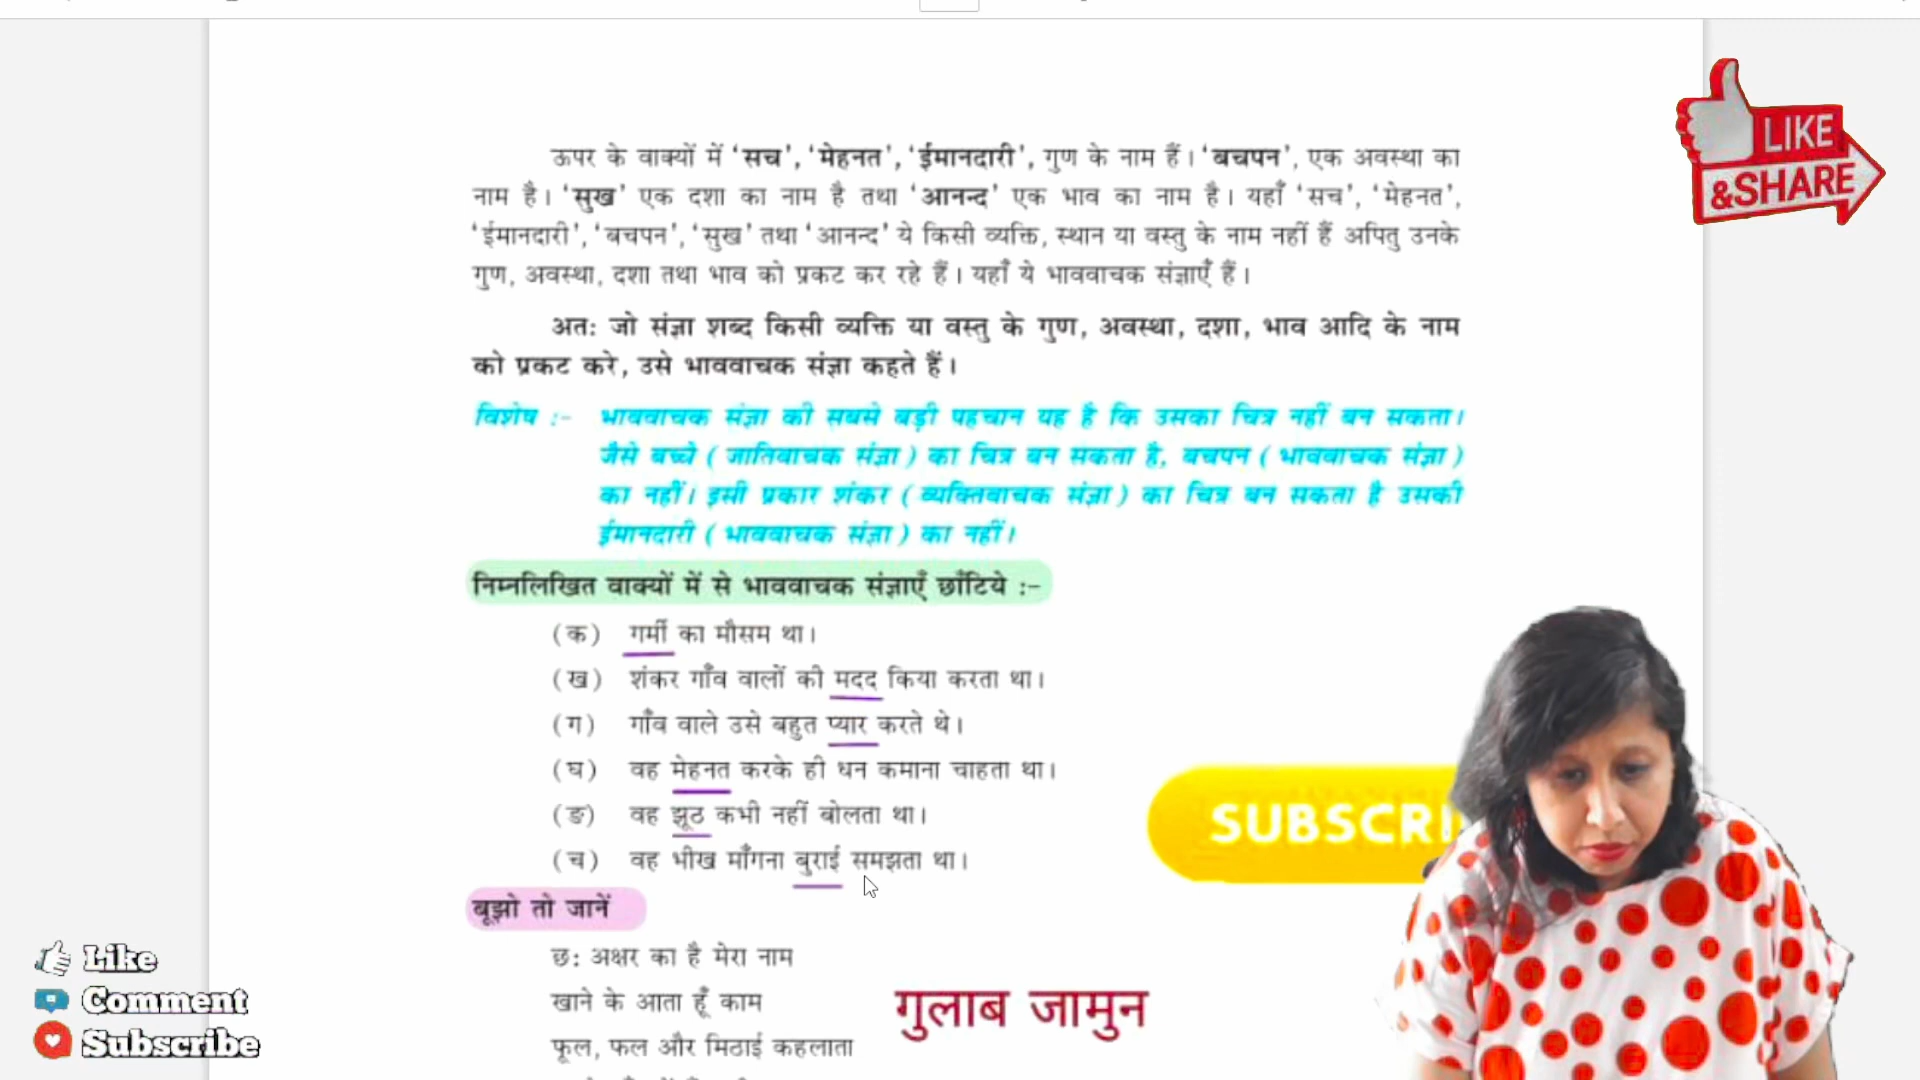 ऊपर के वाक्यों में ‘सच’, ‘मेहनत’, ‘ईमानदारी’, गुण के नाम हैं। ‘बचपन’, एक अवस्था का
नाम है। ‘सुख’ एक दशा का नाम है तथा ‘आनन्द’ एक भाव का नाम है। यहाँ ‘सच’, ‘मेहनत’,
‘ईमानदारी’, ‘बचपन’, ‘सुख’ तथा ‘आनन्द’ ये किसी व्यक्ति, स्थान या वस्तु के नाम नहीं हैं अपितु उनके
गुण, अवस्था, दशा तथा भाव को प्रकट कर रहे हैं। यहाँ ये भाववाचक संज्ञाएँ हैं।
अतः जो संज्ञा शब्द किसी व्यक्ति या वस्तु के गुण, अवस्था, दशा, भाव आदि के नाम
को प्रकट करे, उसे भाववाचक संज्ञा कहते हैं।
विशेष :- भाववाचक संज्ञा की सबसे बड़ी पहचान यह है कि उसका चित्र नहीं बन सकता।
जैसे बच्चे ( जातिवाचक संज्ञा ) का चित्र बन सकता है, बचपन ( भाववाचक संज्ञा )
का नहीं। इसी प्रकार शंकर ( व्यक्तिवाचक संज्ञा ) का चित्र बन सकता है उसकी
ईमानदारी ( भाववाचक संज्ञा ) का नहीं।
निम्नलिखित वाक्यों में से भाववाचक संज्ञाएँ छाँटिये :-
(क) गर्मी का मौसम था।
(ख) शंकर गाँव वालों की मदद किया करता था।
(ग) गाँव वाले उसे बहुत प्यार करते थे।
(घ) वह मेहनत करके ही धन कमाना चाहता था।
(ङ) वह झूठ कभी नहीं बोलता था।
(च) वह भीख माँगना बुराई समझता था।
बूझो तो जानें
छः अक्षर का है मेरा नाम
खाने के आता हूँ काम
फूल, फल और मिठाई कहलाता
गुलाब जामुन
LIKE
&SHARE
SUBSCRI
Like
Comment
Subscribe